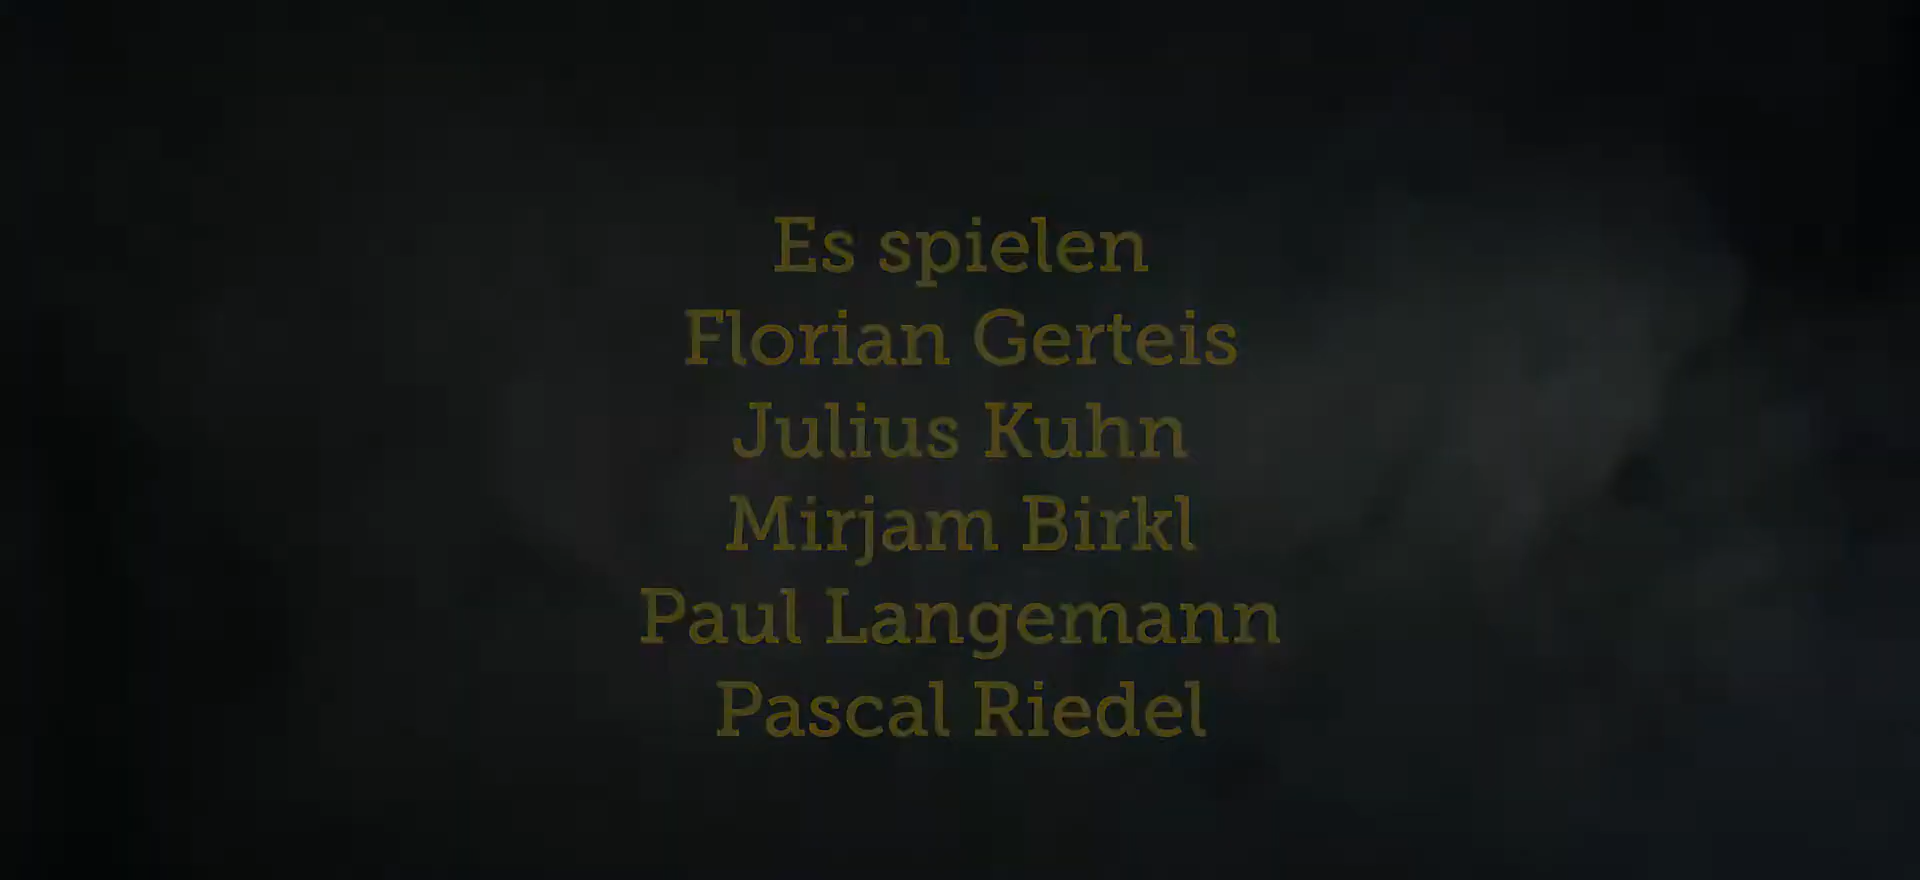 Es spielen
Florian Gerteis
Julius Kuhn
Mirjam Birkl
Paul Langemann
Pascal Riedel